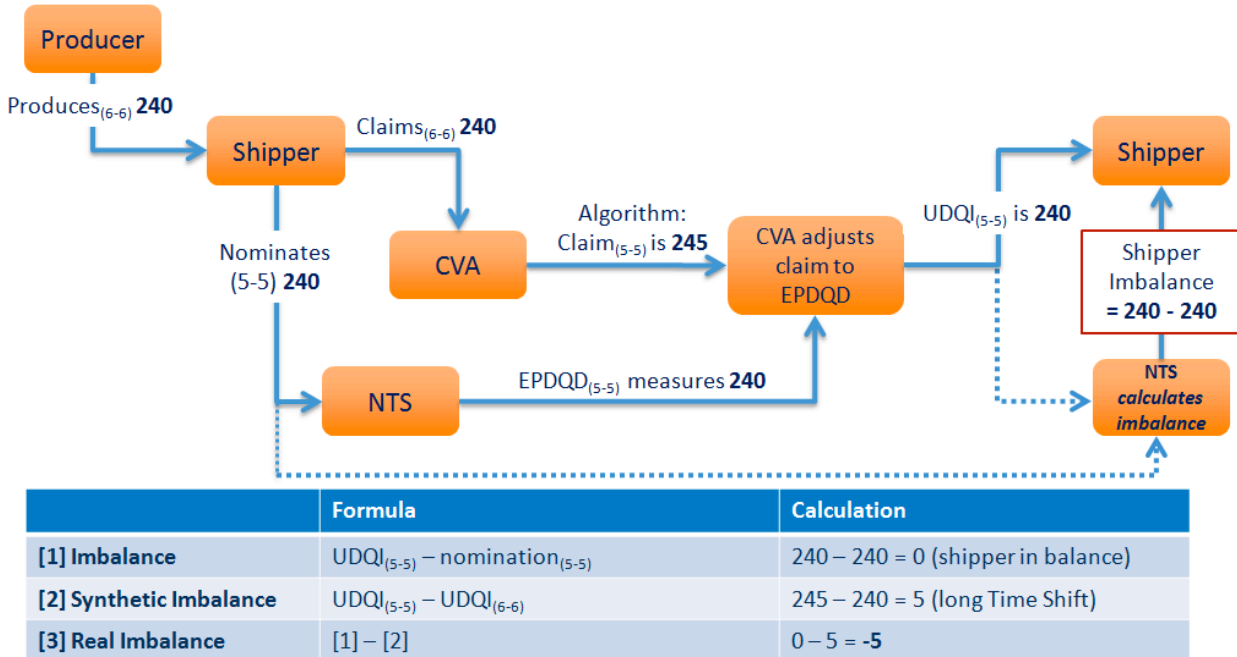 Producer
Produces(6-6) 240
Shipper
Claims(6-6) 240
Nominates
(5-5) 240
CVA
Algorithm:
Claim(5-5) is 245
CVA adjusts
claim to
EPDQD
UDQI(5-5) is 240
Shipper
Shipper
Imbalance
= 240 - 240
NTS
EPDQD(5-5) measures 240
NTS
calculates
imbalance
Formula Calculation
[1] Imbalance UDQI(5-5) – nomination(5-5) 240 – 240 = 0 (shipper in balance)
[2] Synthetic Imbalance UDQI(5-5) – UDQI(6-6) 245 – 240 = 5 (long Time Shift)
[3] Real Imbalance [1] – [2] 0 – 5 = -5